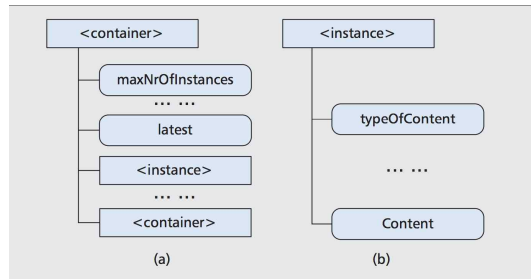 <container>
maxNrOfInstances
... ...
latest
<instance>
... ...
<container>
(a)
<instance>
typeOfContent
... ...
Content
(b)